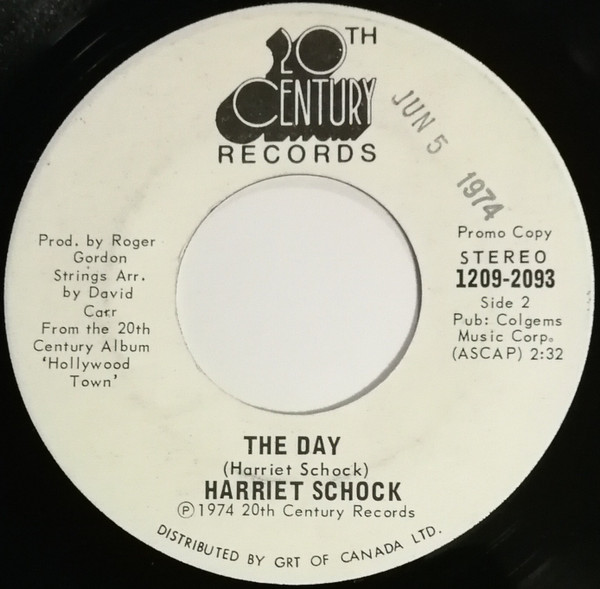 20TH
CENTURY
RECORDS
JUN 5 1974
Prod. by Roger
Gordon
Strings Arr.
by David
Carr
From the 20th
Century Album
'Hollywood
Town'
Promo Copy
STEREO
1209-2093
Side 2
Pub: Colgems
Music Corp.
(ASCAP) 2:32
THE DAY
(Harriet Schock)
HARRIET SCHOCK
℗1974 20th Century Records
DISTRIBUTED BY GRT OF CANADA LTD.